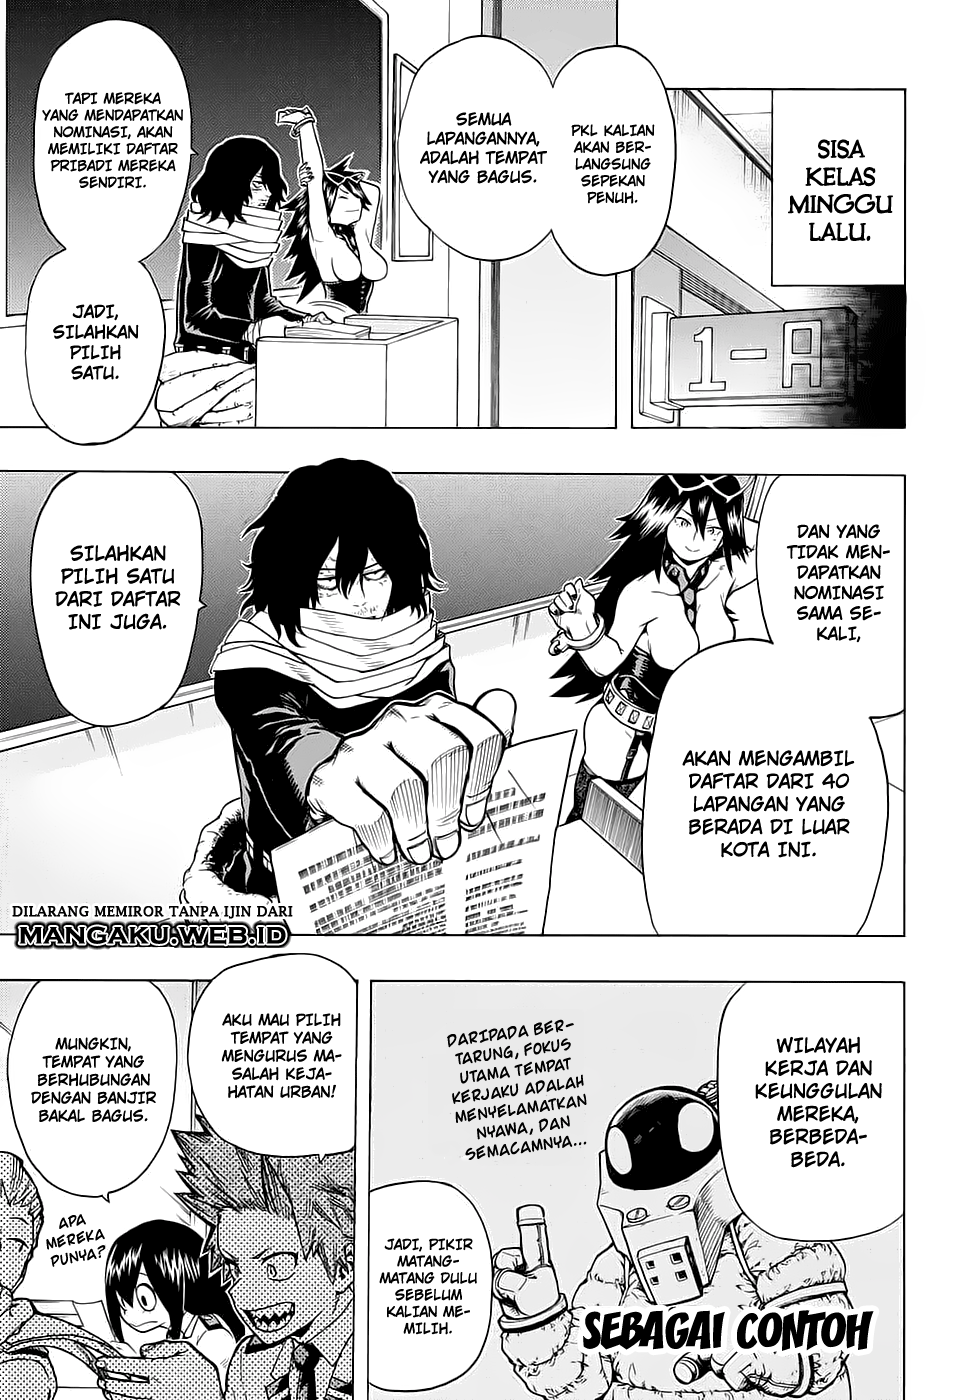 SISA
KELAS
MINGGU
LALU.
1-A
PKL KALIAN
AKAN BER-
LANGSUNG
SEPEKAN
PENUH.
SEMUA
LAPANGANNYA,
ADALAH TEMPAT
YANG BAGUS.
TAPI MEREKA
YANG MENDAPATKAN
NOMINASI, AKAN
MEMILIKI DAFTAR
PRIBADI MEREKA
SENDIRI.
JADI,
SILAHKAN
PILIH
SATU.
DAN YANG
TIDAK MEN-
DAPATKAN
NOMINASI
SAMA SE-
KALI,
AKAN MENGAMBIL
DAFTAR DARI 40
LAPANGAN YANG
BERADA DI LUAR
KOTA INI.
SILAHKAN
PILIH SATU
DARI DAFTAR
INI JUGA.
DILARANG MEMIROR TANPA IJIN DARI
MANGAKU.WEB.ID
WILAYAH
KERJA DAN
KEUNGGULAN
MEREKA,
BERBEDA-
BEDA.
DARIPADA BER-
TARUNG, FOKUS
UTAMA TEMPAT
KERJAKU ADALAH
MENYELAMATKAN
NYAWA, DAN
SEMACAMNYA...
SEBAGAI CONTOH
JADI, PIKIR
MATANG-
MATANG DULU
SEBELUM
KALIAN ME-
MILIH.
AKU MAU PILIH
TEMPAT YANG
MENGURUS MA-
SALAH KEJA-
HATAN URBAN!
MUNGKIN,
TEMPAT YANG
BERHUBUNGAN
DENGAN BANJIR
BAKAL BAGUS.
APA
MEREKA
PUNYA?